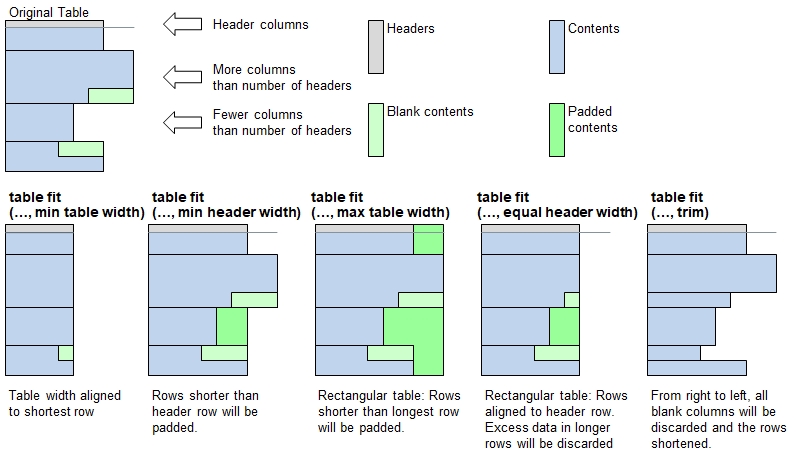 Original Table
Header columns
Headers
Contents
More columns
than number of headers
Fewer columns
than number of headers
Blank contents
Padded
contents
table fit
(…, min table width)
table fit
(…, min header width)
table fit
(…, max table width)
table fit
(…, equal header width)
table fit
(…, trim)
Table width aligned
to shortest row
Rows shorter than
header row will be
padded.
Rectangular table: Rows
shorter than longest row
will be padded.
Rectangular table: Rows
aligned to header row.
Excess data in longer
rows will be discarded
From right to left, all
blank columns will be
discarded and the rows
shortened.